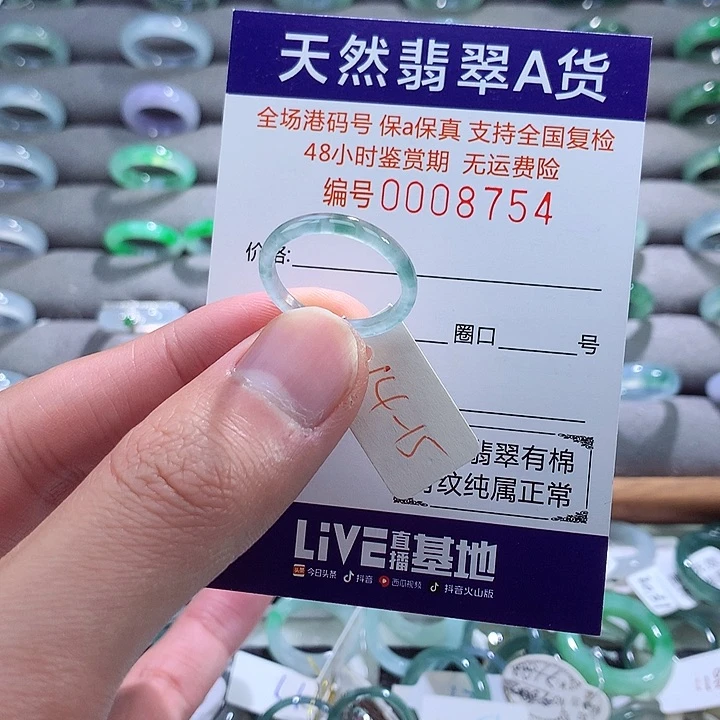 天然翡翠A货
全场港码号 保a保真 支持全国复检
48小时鉴赏期 无运费险
编号0008754
价格:
圈口 号
翡翠有棉
纹纯属正常
LiVE直播基地
今日头条 抖音 西瓜视频 抖音火山版